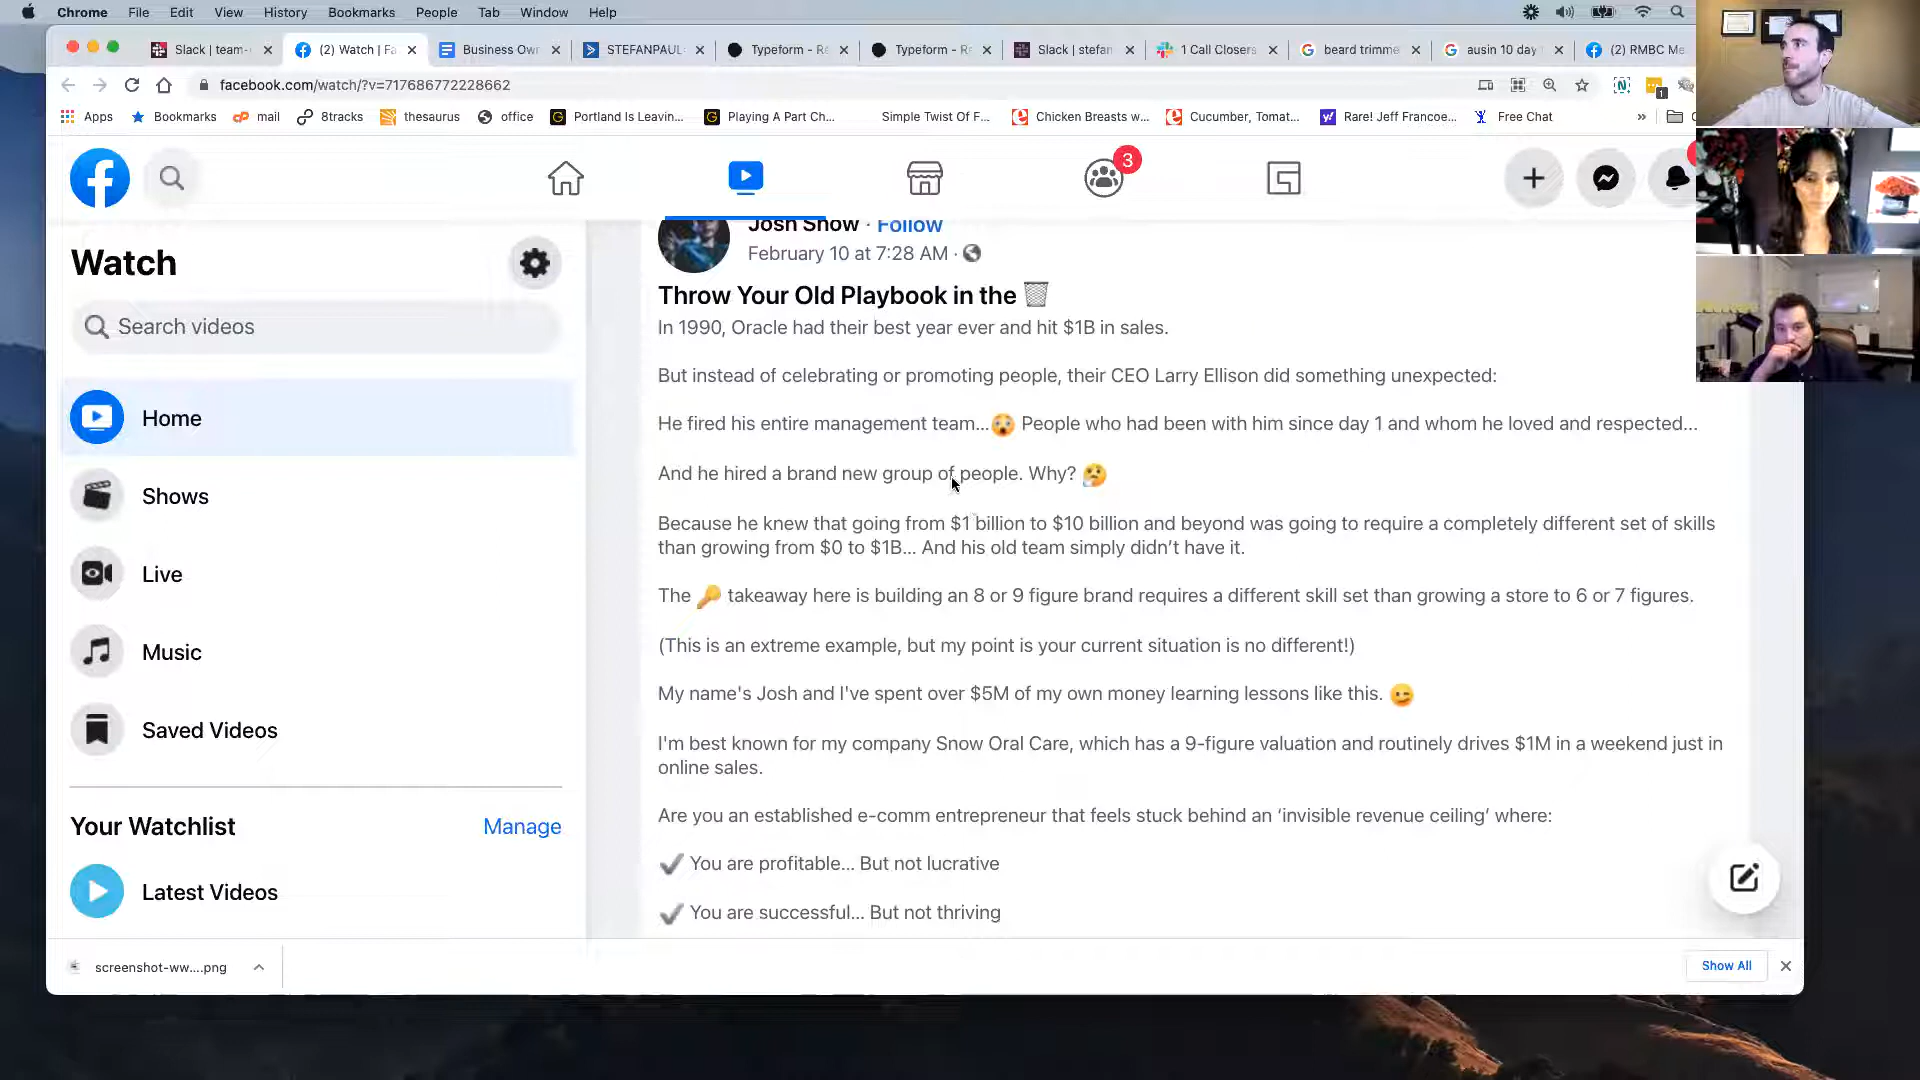 Chrome File Edit View History Bookmarks People Tab Window Help
Slack | team- (2) Watch | Fa Business Ow STEFANPAUL Typeform - Re Typeform - Re Slack | stefan 1 Call Closers beard trimme ausin 10 day (2) RMBC Me
facebook.com/watch/?v=717686772228662
Apps Bookmarks mail 8tracks thesaurus office Portland Is Leavin... Playing A Part Ch... Simple Twist Of F... Chicken Breasts w... Cucumber, Tomat... Rare! Jeff Francoe... Free Chat »
3
Watch
Search videos
Home
Shows
Live
Music
Saved Videos
Your Watchlist Manage
Latest Videos
Josh Snow · Follow
February 10 at 7:28 AM ·
Throw Your Old Playbook in the 🗑️
In 1990, Oracle had their best year ever and hit $1B in sales.
But instead of celebrating or promoting people, their CEO Larry Ellison did something unexpected:
He fired his entire management team...😲 People who had been with him since day 1 and whom he loved and respected...
And he hired a brand new group of people. Why? 🤔
Because he knew that going from $1 billion to $10 billion and beyond was going to require a completely different set of skills
than growing from $0 to $1B... And his old team simply didn't have it.
The 🔑 takeaway here is building an 8 or 9 figure brand requires a different skill set than growing a store to 6 or 7 figures.
(This is an extreme example, but my point is your current situation is no different!)
My name's Josh and I've spent over $5M of my own money learning lessons like this. 😉
I'm best known for my company Snow Oral Care, which has a 9-figure valuation and routinely drives $1M in a weekend just in
online sales.
Are you an established e-comm entrepreneur that feels stuck behind an 'invisible revenue ceiling' where:
✔️ You are profitable... But not lucrative
✔️ You are successful... But not thriving
screenshot-ww....png
Show All